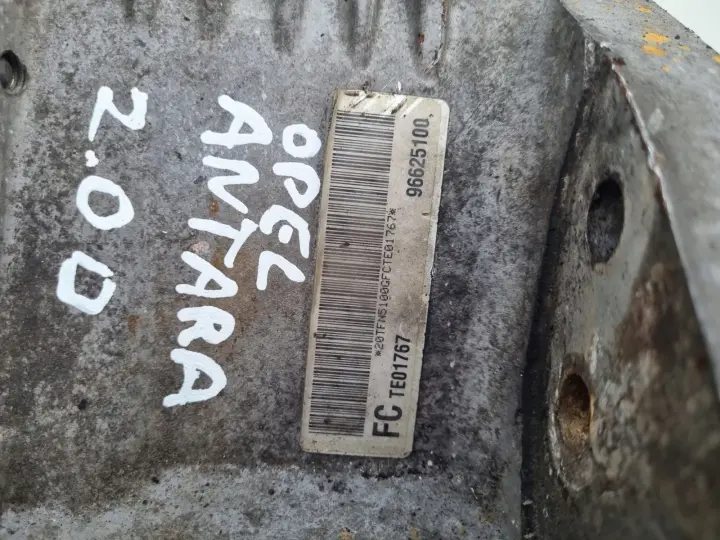 OPEL
ANTARA
2.0D
FC TE01767 96625100
*20TFN5100GFCTE01767*